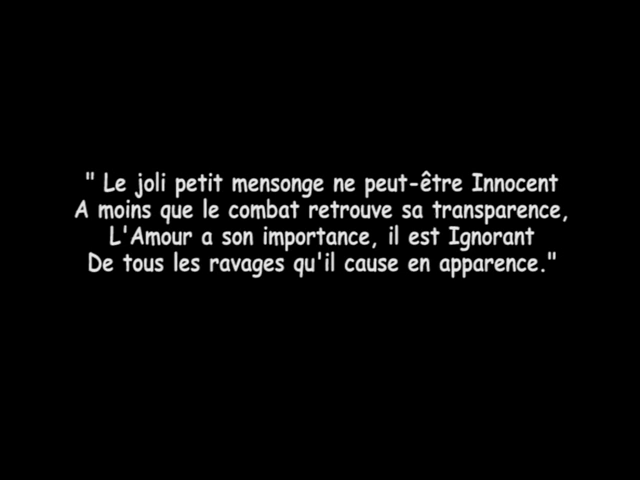 " Le joli petit mensonge ne peut-être Innocent
A moins que le combat retrouve sa transparence,
L'Amour a son importance, il est Ignorant
De tous les ravages qu'il cause en apparence."